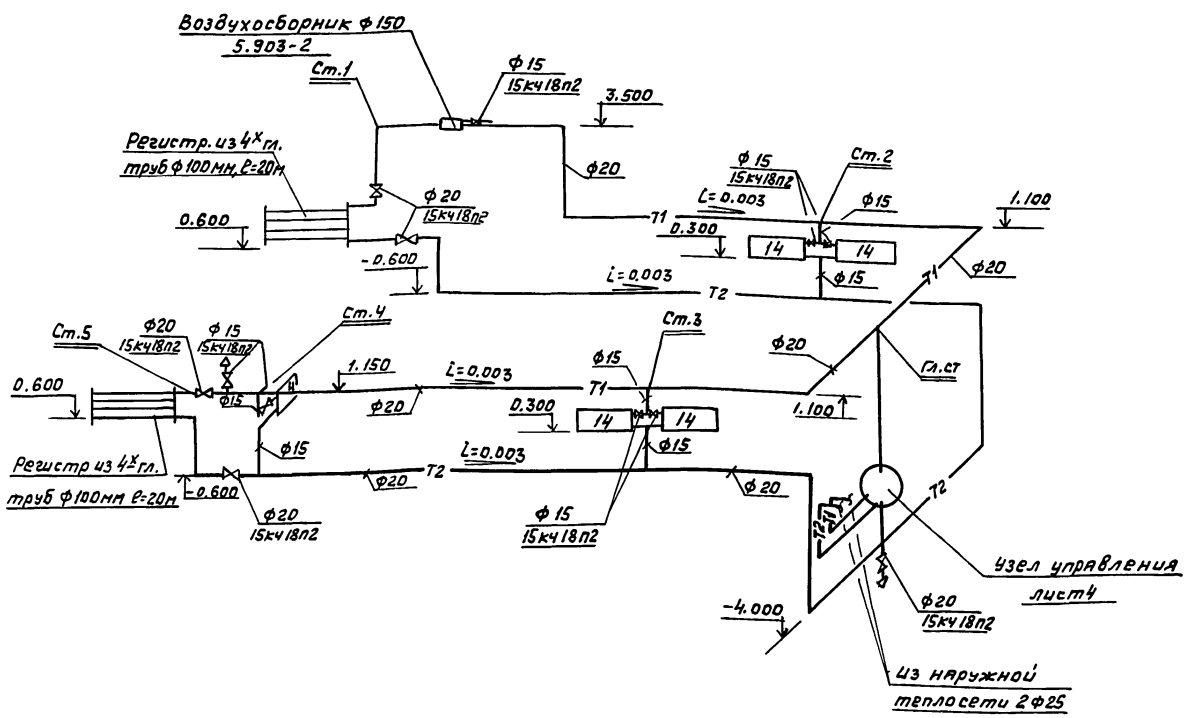 Воздухосборник ф150
5.903-2
Ст.1
ф15
15кч18п2
3.500
Регистр. из 4х гл.
труб ф100мм, ℓ=20м
ф20
ф15
15кч18п2
Ст.2
ф20
15кч18п2
i=0.003
ф15
1.100
0.600
Т1
0.300
14
14
-0.600
i=0.003
Т2
ф15
Т1
ф20
Ст.4
Ст.3
Ст.5
ф20
15кч18п2
ф15
15кч18п2
ф20
Гл.ст
0.600
1.150
i=0.003
ф15
Т1
ф15
ф20
0.300
14
14
1.100
Регистр из 4х гл.
труб ф100мм ℓ=20м
ф15
i=0.003
ф15
-0.600
ф20
Т2
ф20
Т2
ф20
15кч18п2
ф15
15кч18п2
Т2
Т1
Узел управления
лист 4
-4.000
ф20
15кч18п2
Из наружной
теплосети 2ф25